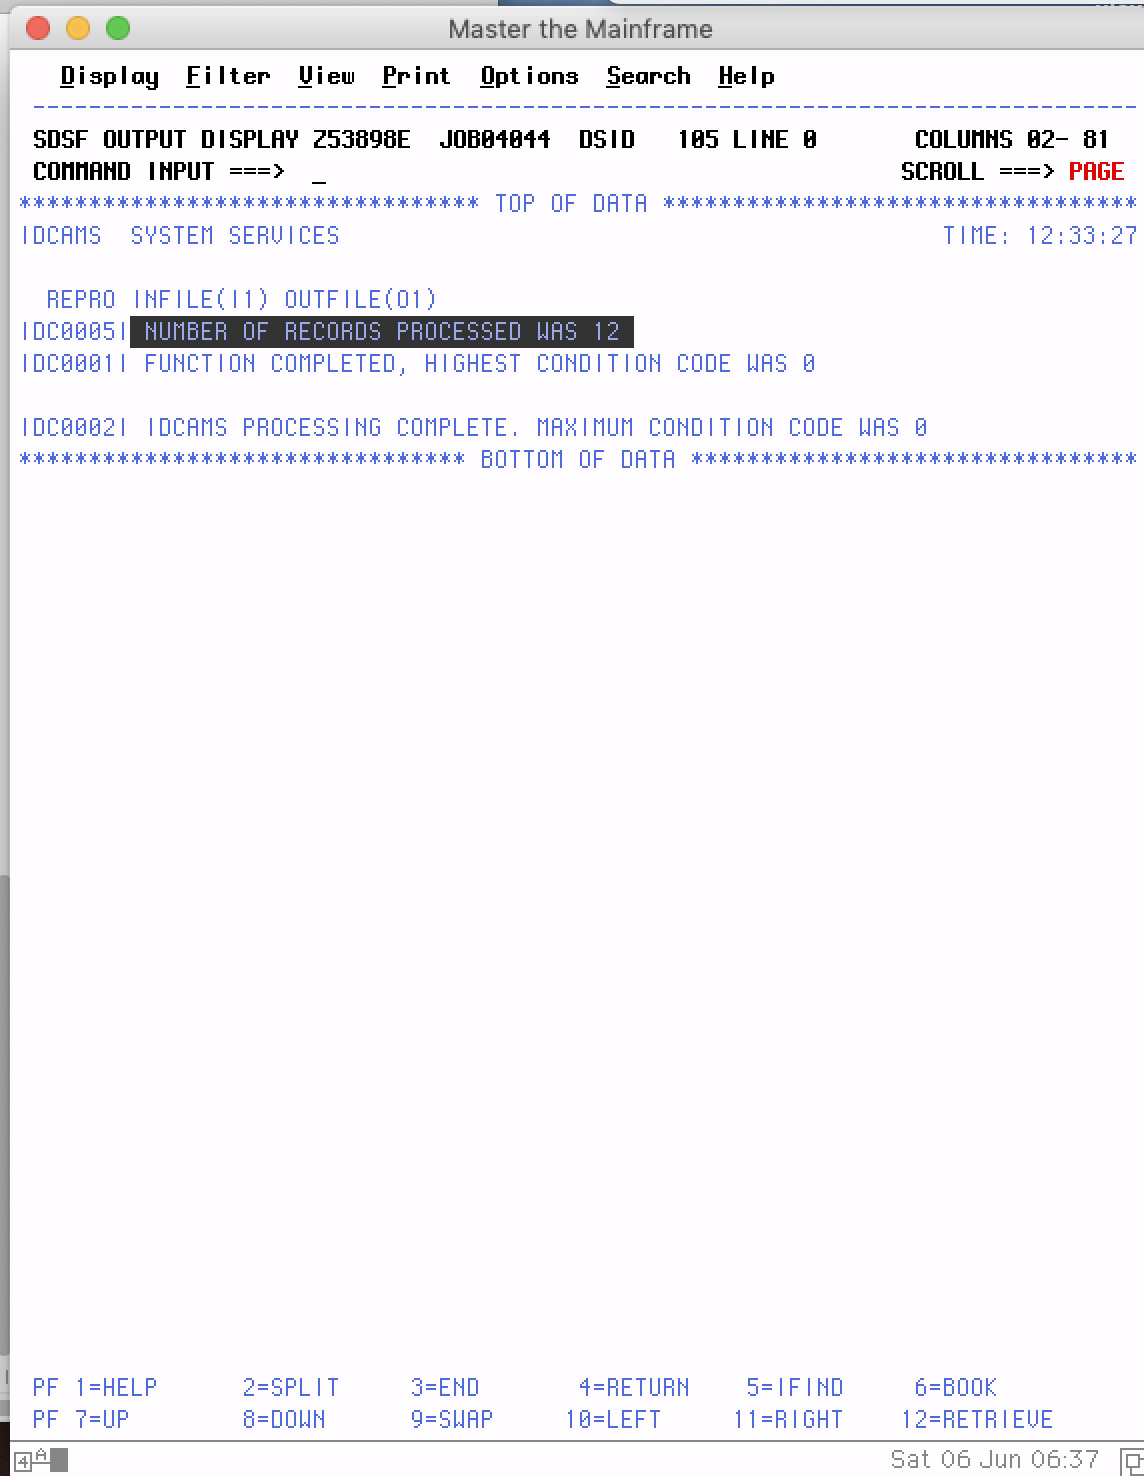 Master the Mainframe
Display Filter View Print Options Search Help
--------------------------------------------------------------------------------
SDSF OUTPUT DISPLAY Z53898E JOB04044 DSID 105 LINE 0 COLUMNS 02- 81
COMMAND INPUT ===> _ SCROLL ===> PAGE
********************************* TOP OF DATA **********************************
IDCAMS SYSTEM SERVICES TIME: 12:33:27
REPRO INFILE(I1) OUTFILE(O1)
IDC0005I NUMBER OF RECORDS PROCESSED WAS 12
IDC0001I FUNCTION COMPLETED, HIGHEST CONDITION CODE WAS 0
IDC0002I IDCAMS PROCESSING COMPLETE. MAXIMUM CONDITION CODE WAS 0
******************************** BOTTOM OF DATA ********************************
PF 1=HELP 2=SPLIT 3=END 4=RETURN 5=IFIND 6=BOOK
PF 7=UP 8=DOWN 9=SWAP 10=LEFT 11=RIGHT 12=RETRIEVE
4 A Sat 06 Jun 06:37